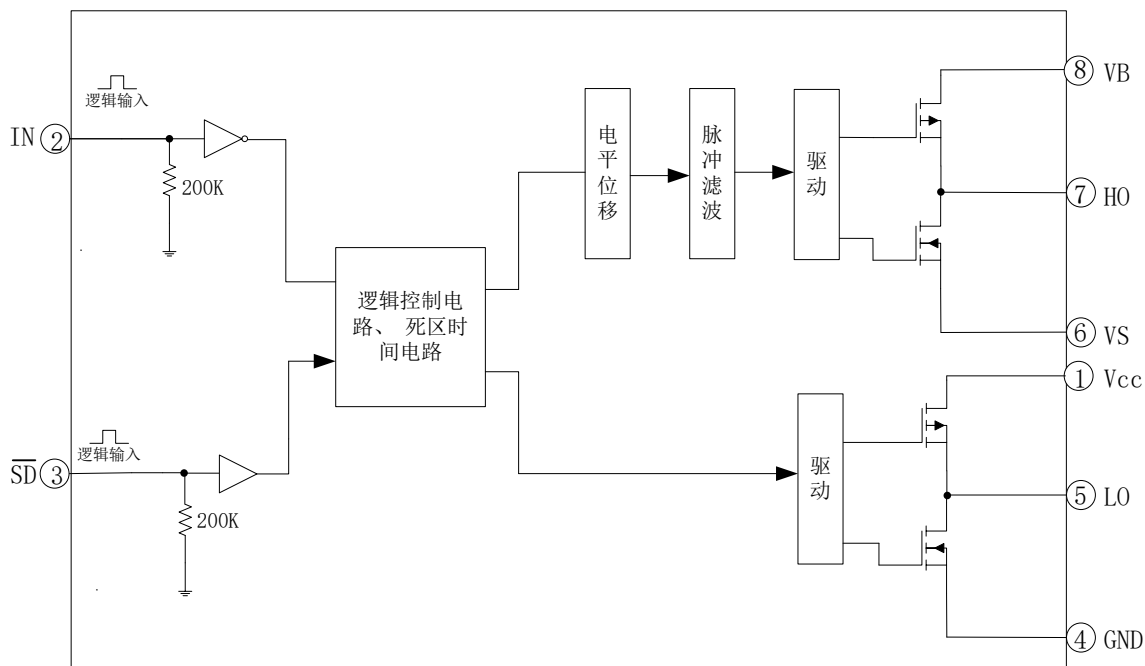 逻辑输入
IN ②
200K
逻辑输入
SD ③
200K
逻辑控制电
路、 死区时
间电路
电平位移
脉冲滤波
驱动
驱动
⑧ VB
⑦ HO
⑥ VS
① Vcc
⑤ LO
④ GND